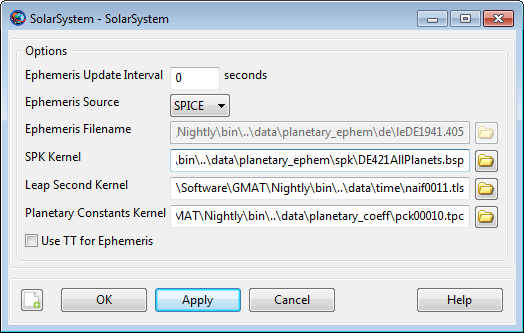 SolarSystem - SolarSystem
Options
Ephemeris Update Interval 0 seconds
Ephemeris Source SPICE
Ephemeris Filename Nightly\bin\..\data\planetary_ephem\de\leDE1941.405
SPK Kernel .bin\..\data\planetary_ephem\spk\DE421AllPlanets.bsp
Leap Second Kernel \Software\GMAT\Nightly\bin\..\data\time\naif0011.tls
Planetary Constants Kernel MAT\Nightly\bin\..\data\planetary_coeff\pck00010.tpc
Use TT for Ephemeris
OK Apply Cancel Help